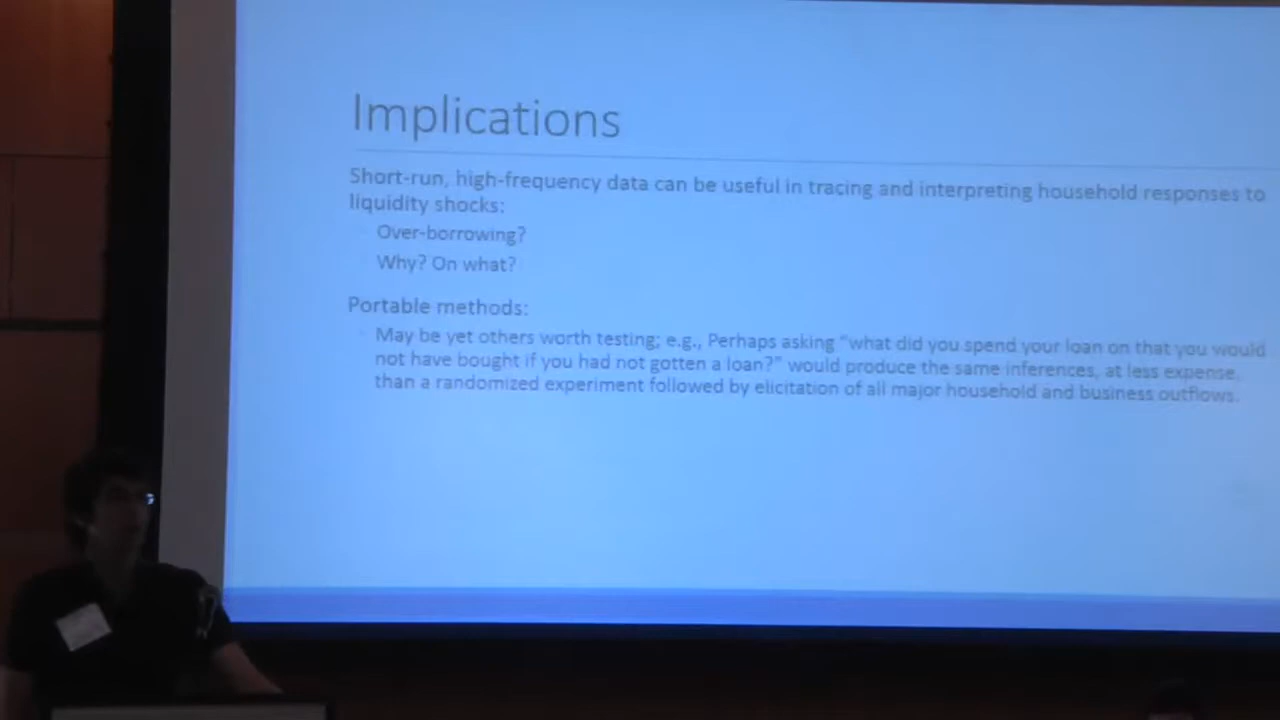 Implications
Short-run, high-frequency data can be useful in tracing and interpreting household responses to
liquidity shocks:
Over-borrowing?
Why? On what?
Portable methods:
May be yet others worth testing; e.g., Perhaps asking “what did you spend your loan on that you would
not have bought if you had not gotten a loan?” would produce the same inferences, at less expense,
than a randomized experiment followed by elicitation of all major household and business outflows.